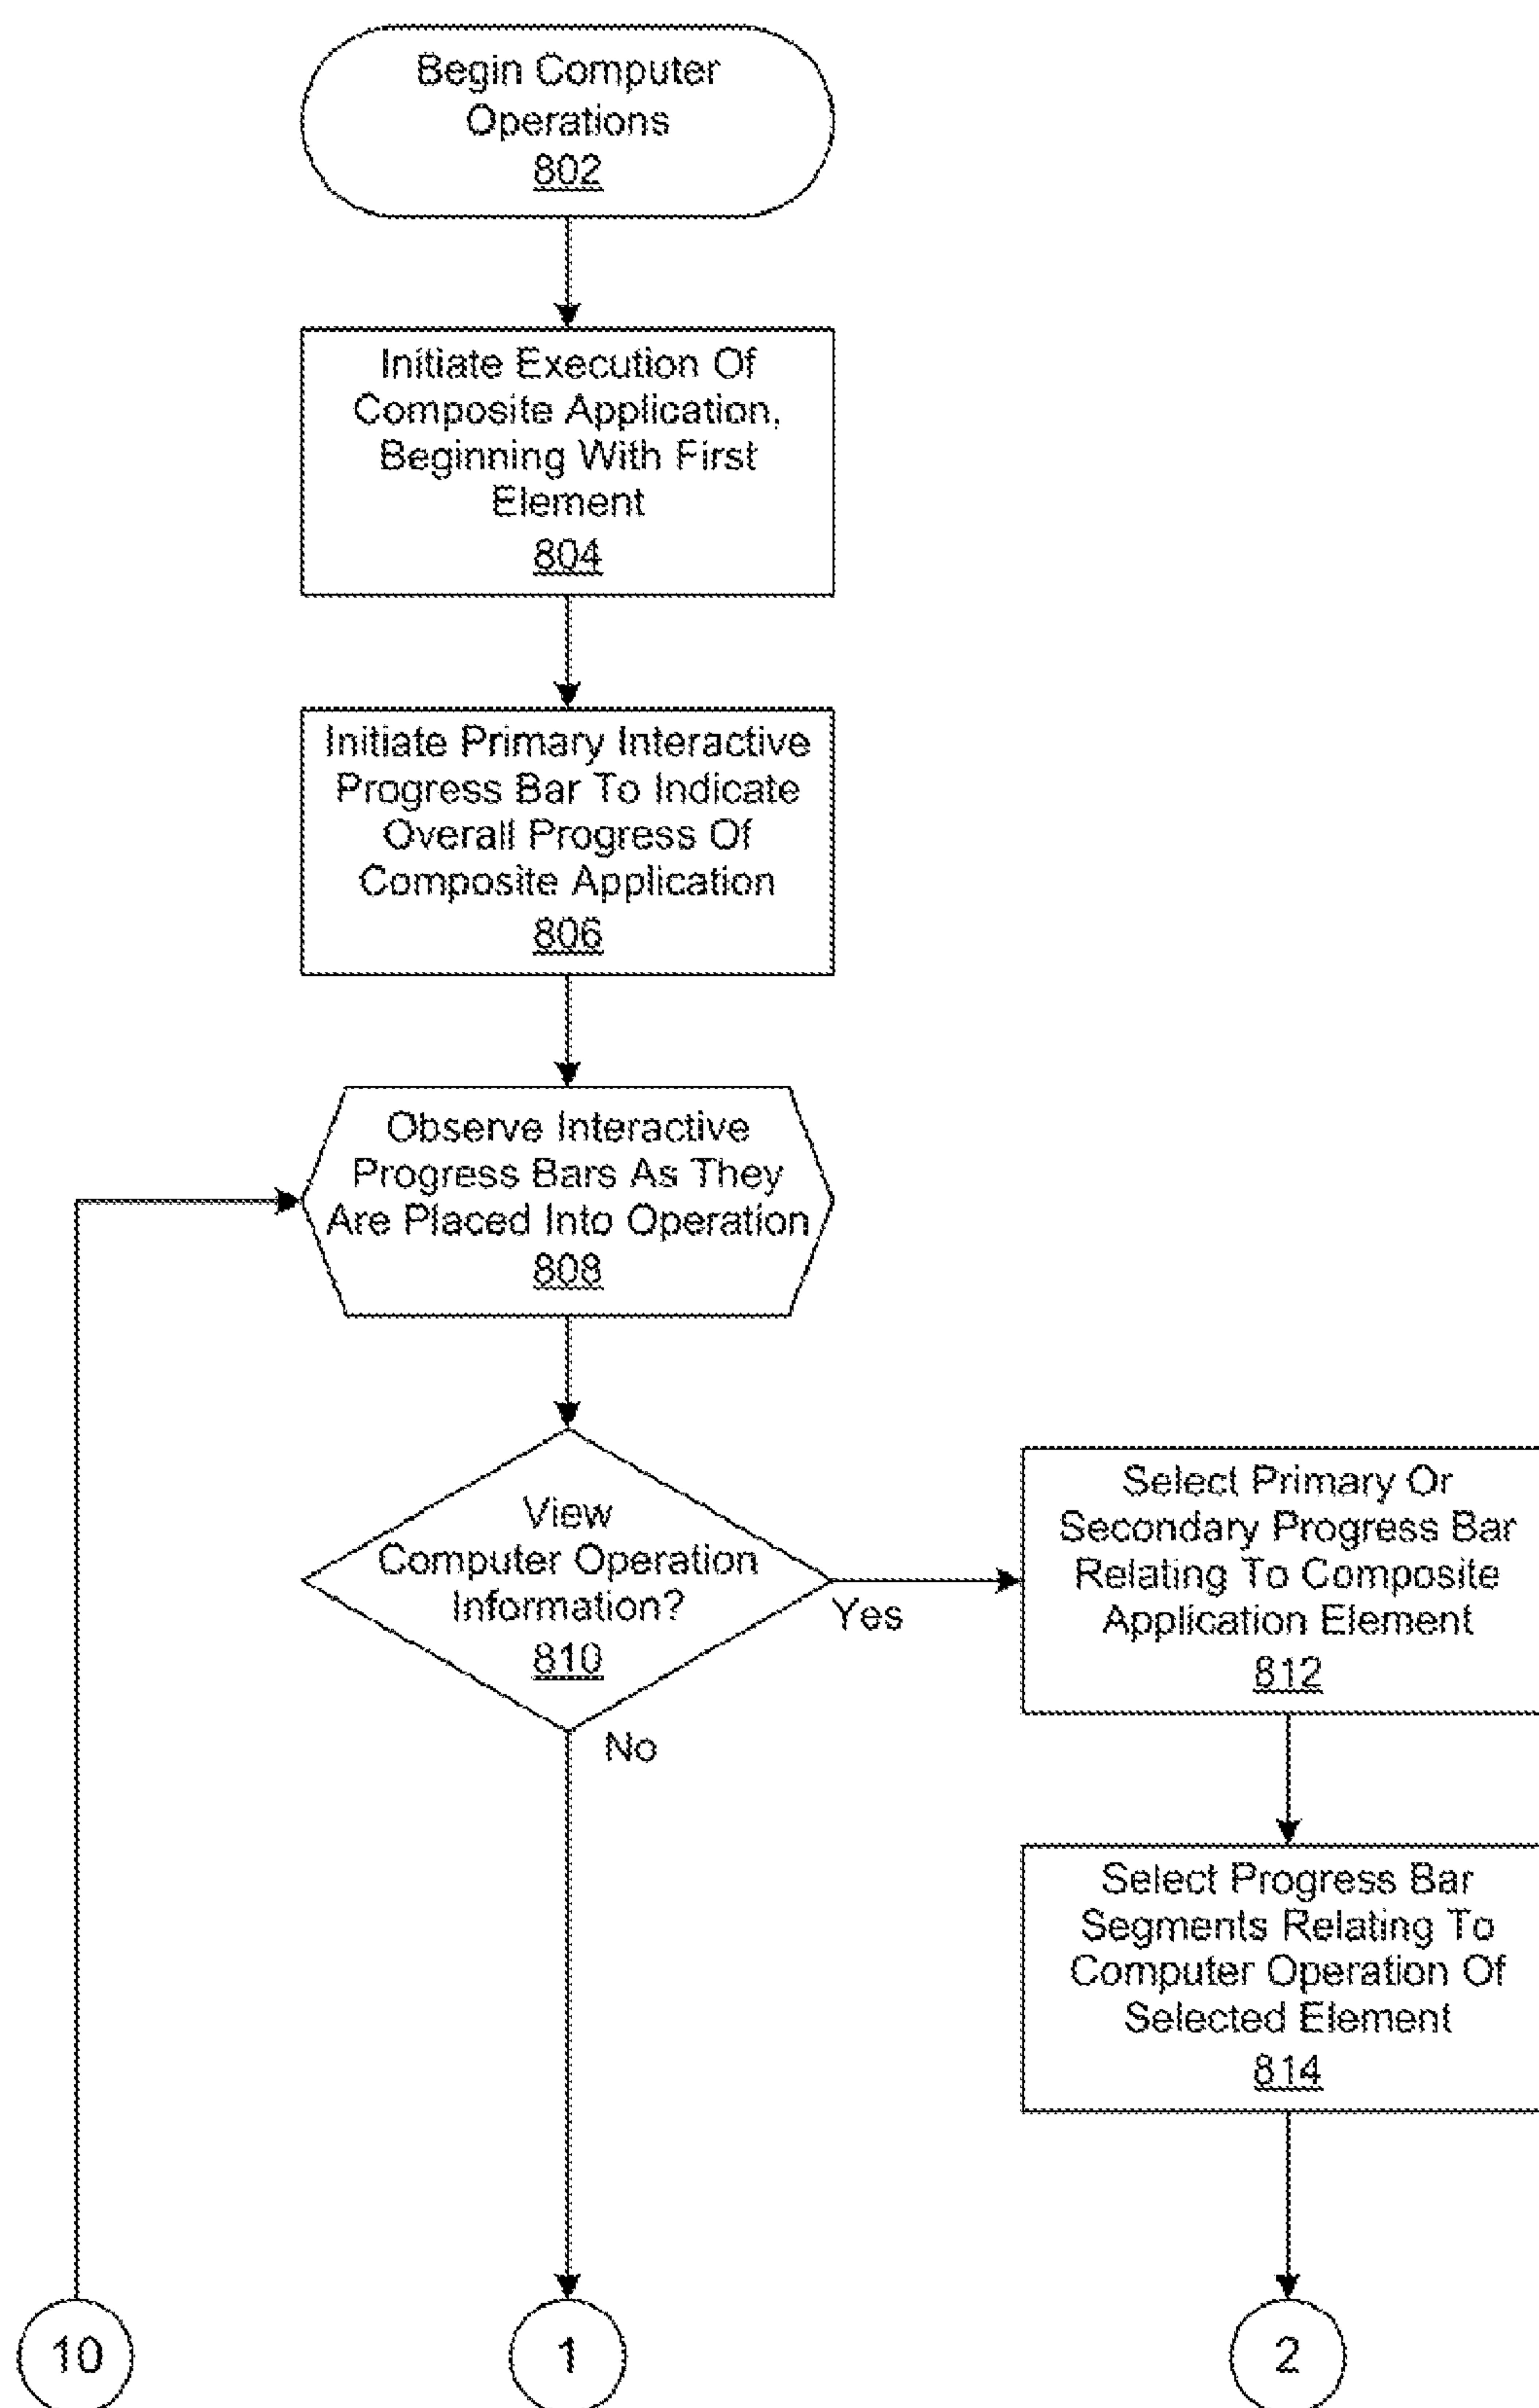 Begin Computer
Operations
802
Initiate Execution Of
Composite Application,
Beginning With First
Element
804
Initiate Primary Interactive
Progress Bar To Indicate
Overall Progress Of
Composite Application
806
Observe Interactive
Progress Bars As They
Are Placed Into Operation
808
View
Computer Operation
Information?
810
Yes
No
Select Primary Or
Secondary Progress Bar
Relating To Composite
Application Element
812
Select Progress Bar
Segments Relating To
Computer Operation Of
Selected Element
814
10
1
2